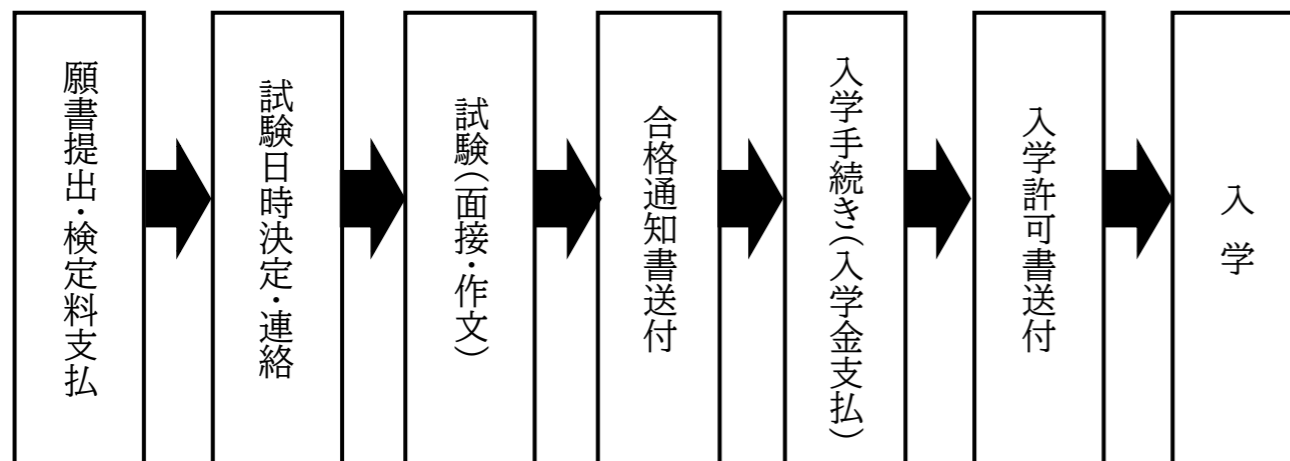 願書提出・検定料支払
試験日時決定・連絡
試験(面接・作文)
合格通知書送付
入学手続き(入学金支払)
入学許可書送付
入学